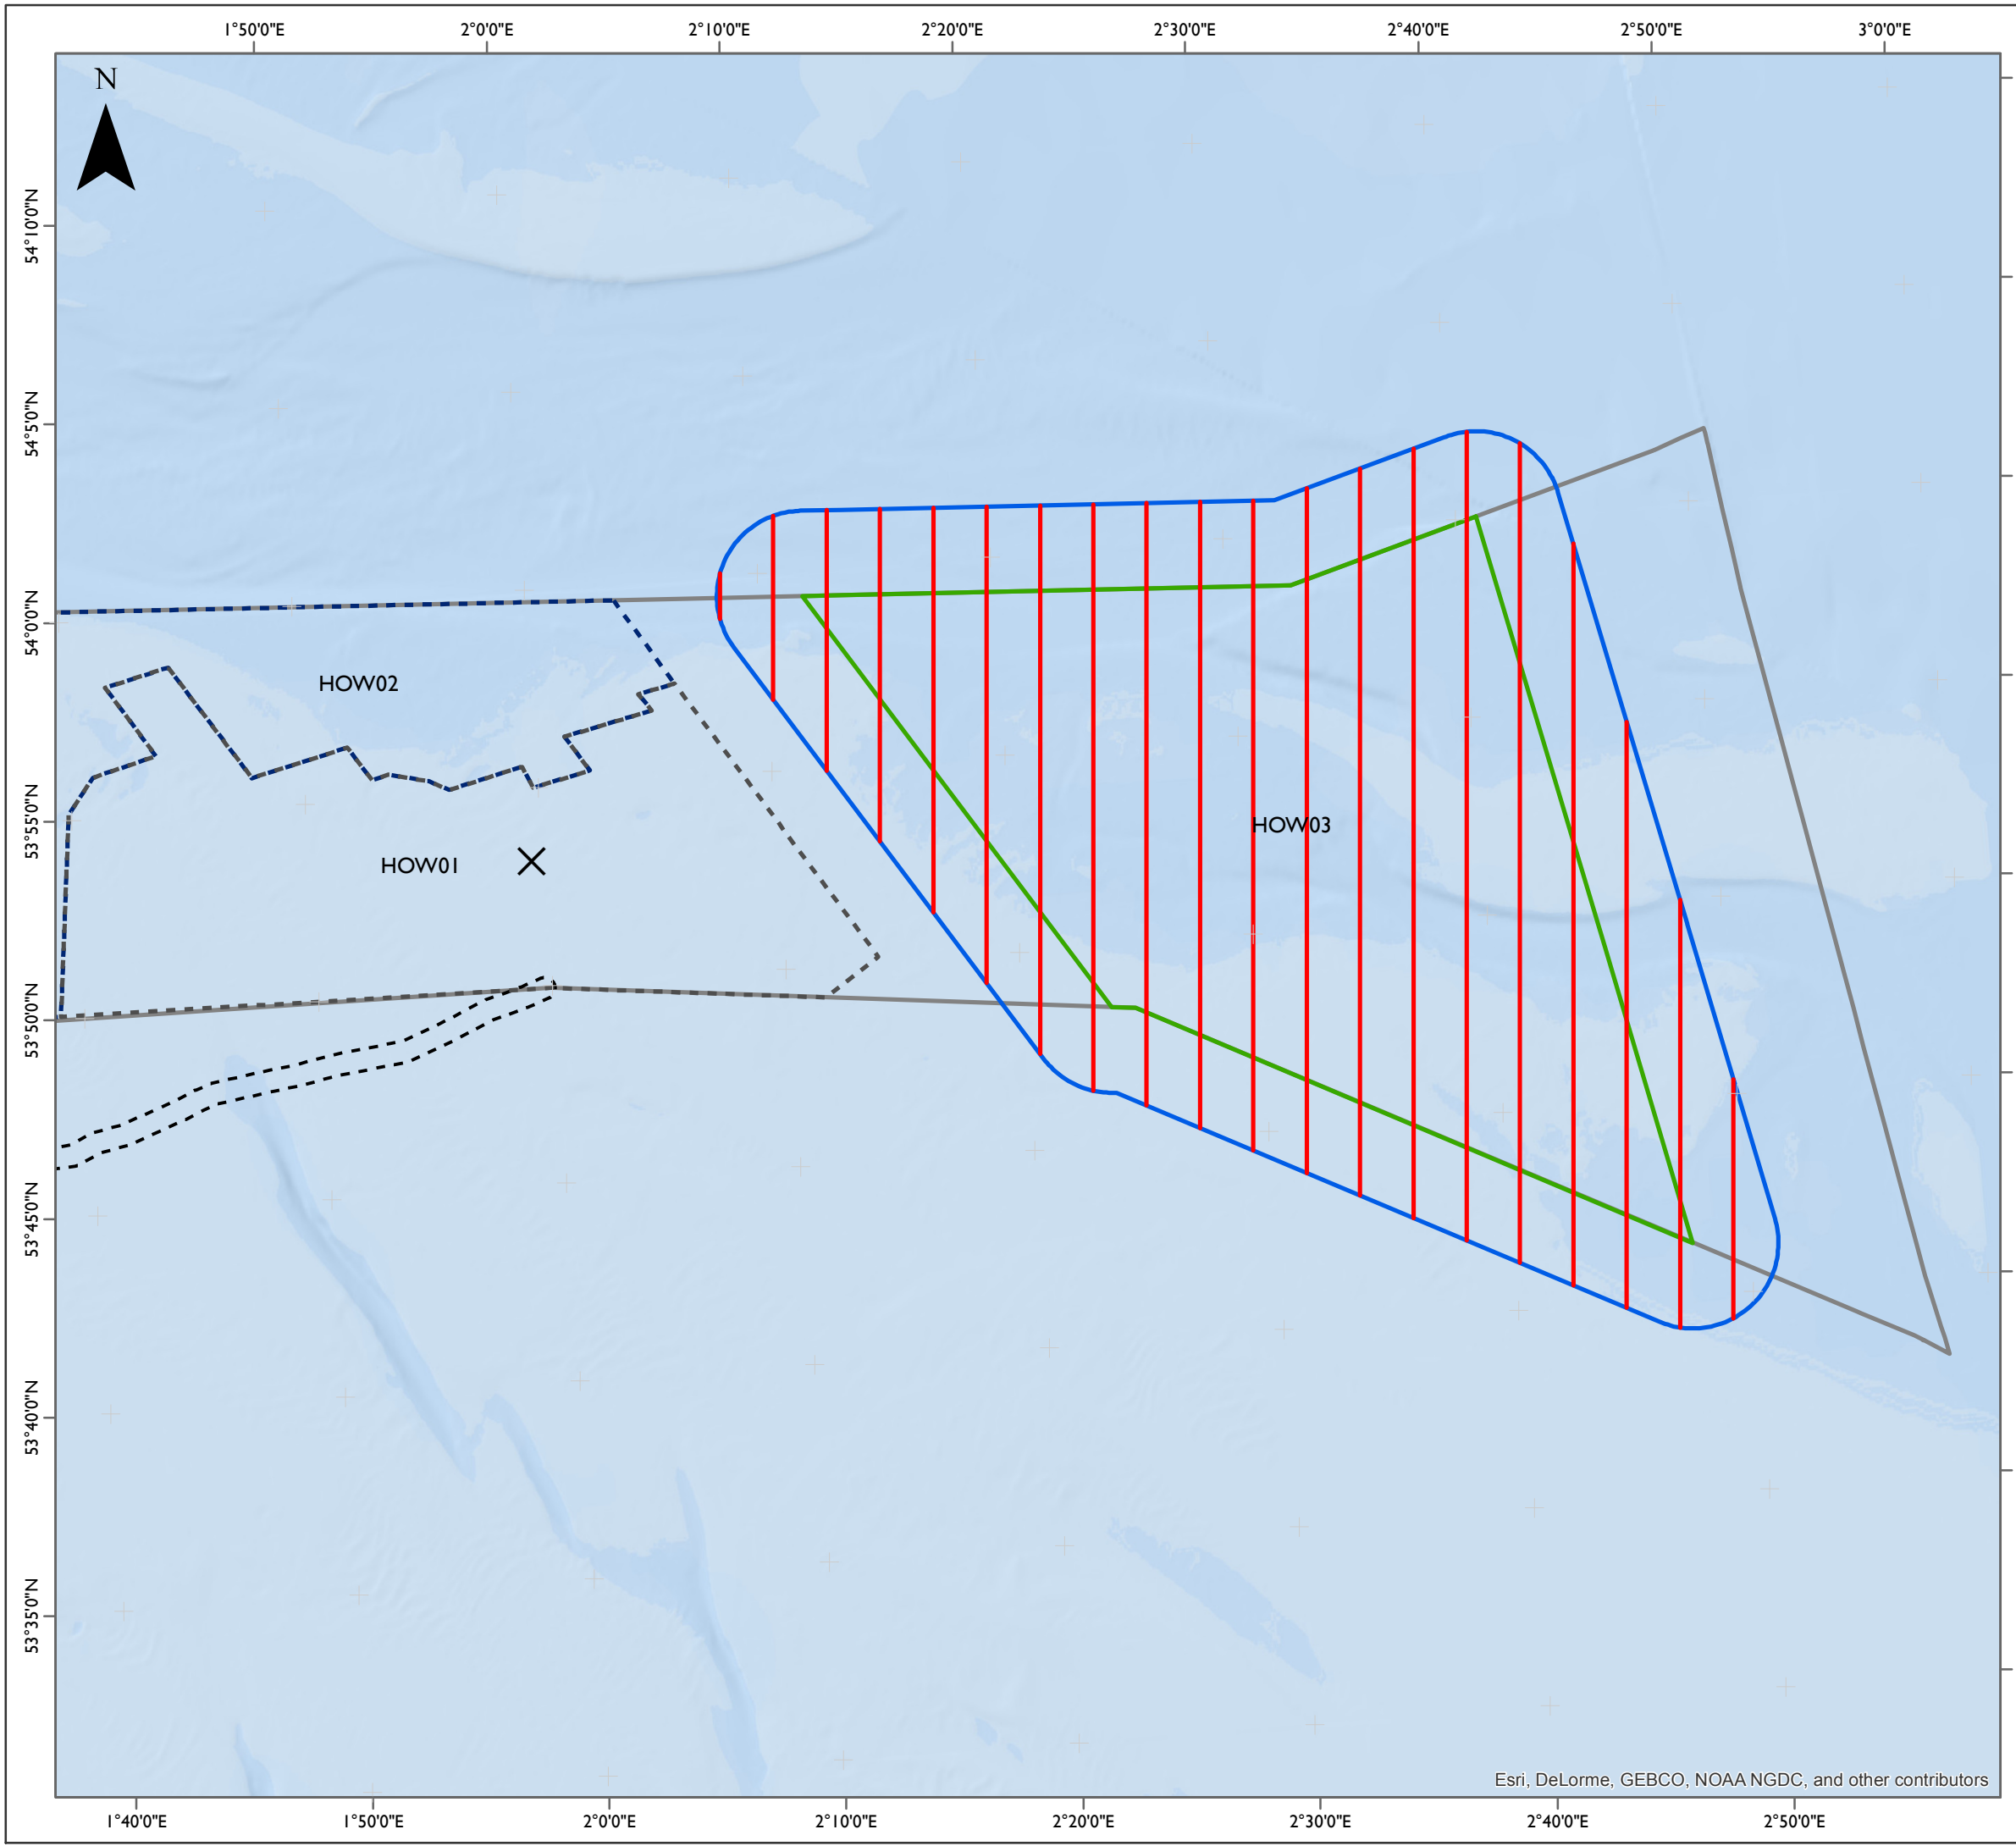 1°50'0"E 2°0'0"E 2°10'0"E 2°20'0"E 2°30'0"E 2°40'0"E 2°50'0"E 3°0'0"E
N
54°10'0"N
54°5'0"N
54°0'0"N
HOW02
53°55'0"N
HOW03
HOW01
53°50'0"N
53°45'0"N
53°40'0"N
53°35'0"N
Esri, DeLorme, GEBCO, NOAA NGDC, and other contributors
1°40'0"E 1°50'0"E 2°0'0"E 2°10'0"E 2°20'0"E 2°30'0"E 2°40'0"E 2°50'0"E